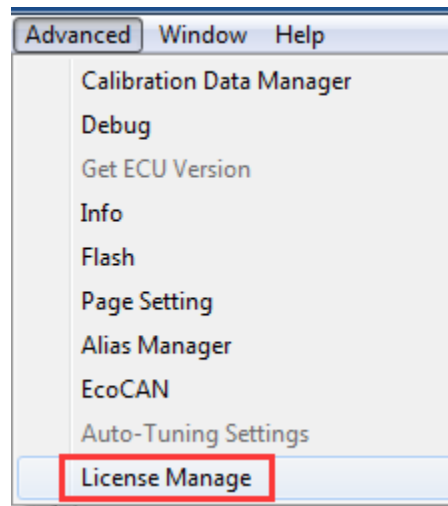 Advanced Window Help
Calibration Data Manager
Debug
Get ECU Version
Info
Flash
Page Setting
Alias Manager
EcoCAN
Auto-Tuning Settings
License Manage